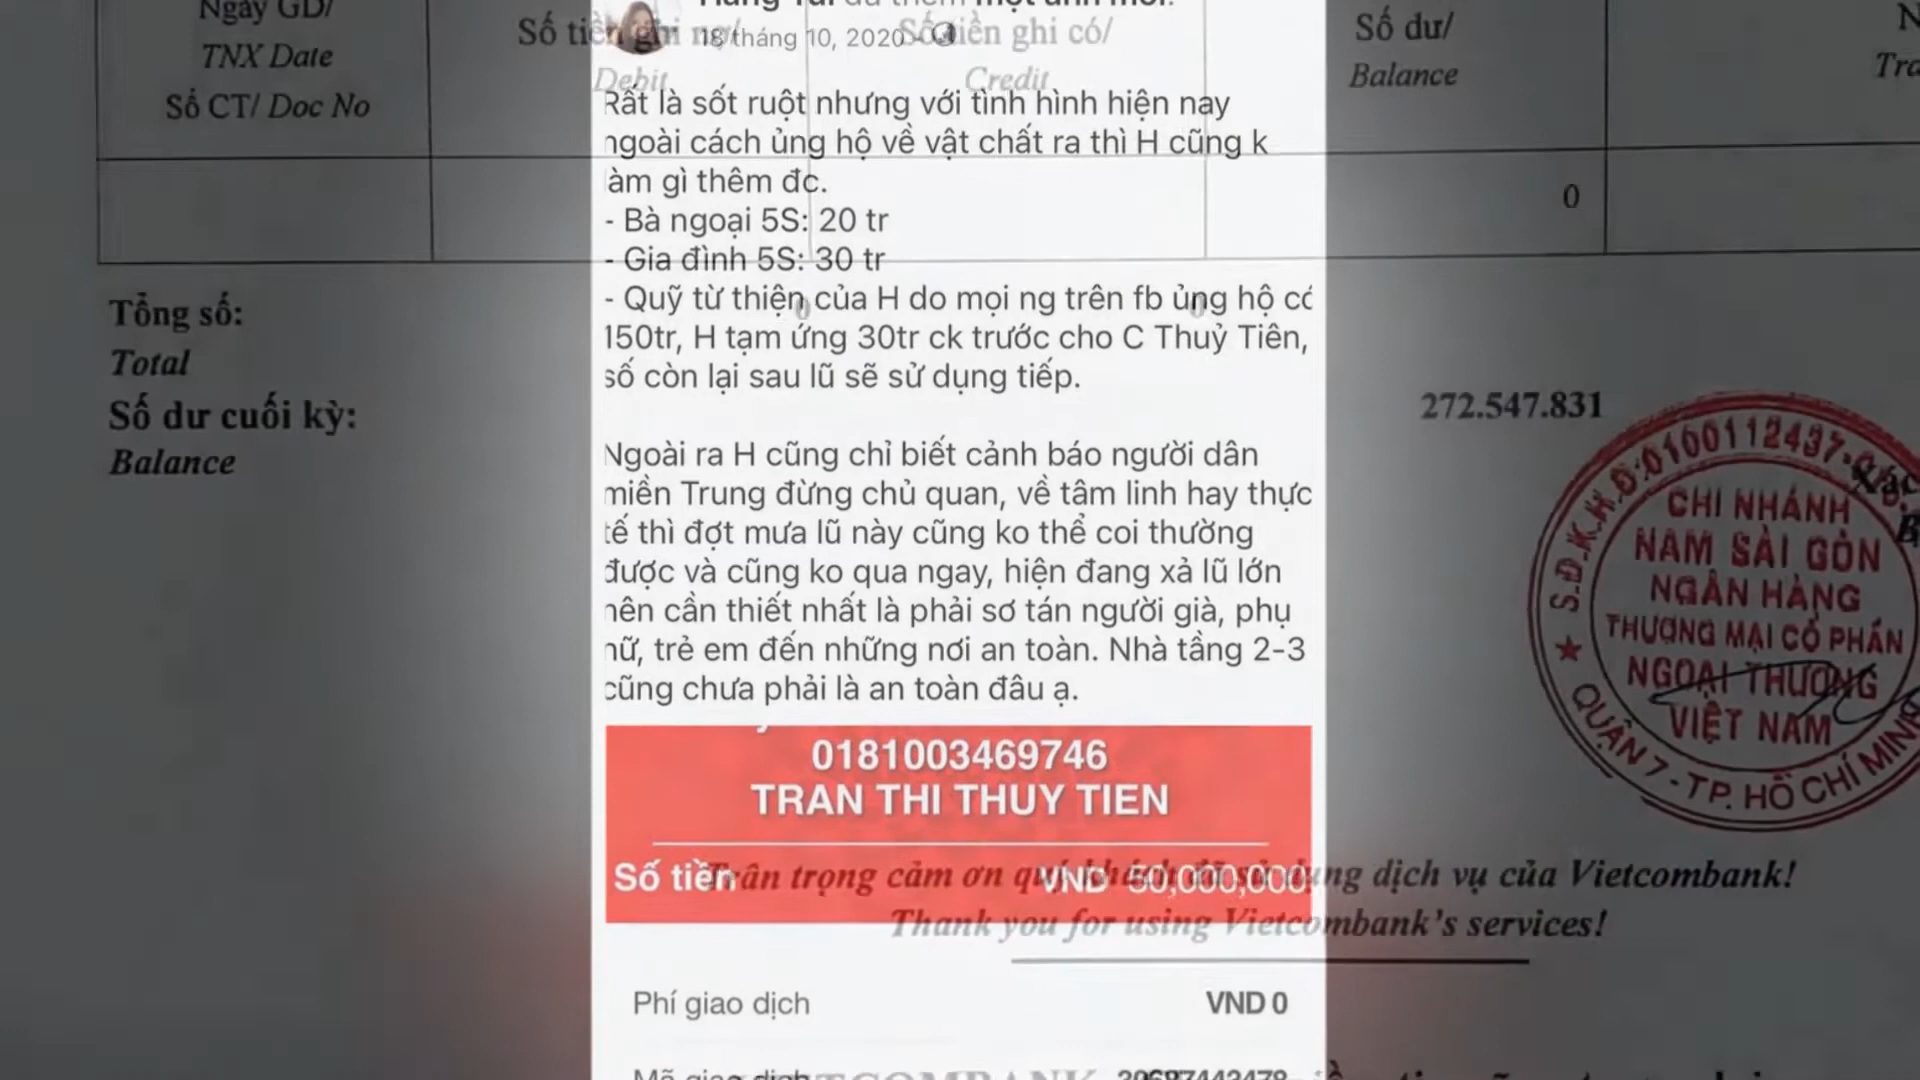 Ngày GD/
TNX Date
Số CT/ Doc No
Số tiền ghi nợ/
Debit
Số tiền ghi có/
Credit
Số dư/
Balance
0
Tổng số:
Total
0
0
Số dư cuối kỳ:
Balance
272.547.831
18 tháng 10, 2020
Rất là sốt ruột nhưng với tình hình hiện nay
ngoài cách ủng hộ về vật chất ra thì H cũng k
làm gì thêm đc.
- Bà ngoại 5S: 20 tr
- Gia đình 5S: 30 tr
- Quỹ từ thiện của H do mọi ng trên fb ủng hộ có
150tr, H tạm ứng 30tr ck trước cho C Thuỷ Tiên,
số còn lại sau lũ sẽ sử dụng tiếp.
Ngoài ra H cũng chỉ biết cảnh báo người dân
miền Trung đừng chủ quan, về tâm linh hay thực
tế thì đợt mưa lũ này cũng ko thể coi thường
được và cũng ko qua ngay, hiện đang xả lũ lớn
nên cần thiết nhất là phải sơ tán người già, phụ
nữ, trẻ em đến những nơi an toàn. Nhà tầng 2-3
cũng chưa phải là an toàn đâu ạ.
0181003469746
TRAN THI THUY TIEN
Số tiền VND 50,000,000
Phí giao dịch VND 0
Mã giao dịch 20687443478
S.Đ.K.H.Đ:0100112437-
CHI NHÁNH
NAM SÀI GÒN
NGÂN HÀNG
THƯƠNG MẠI CỔ PHẦN
NGOẠI THƯƠNG
VIỆT NAM
QUẬN 7 - TP. HỒ CHÍ MINH
Trân trọng cảm ơn quý khách đã sử dụng dịch vụ của Vietcombank!
Thank you for using Vietcombank's services!